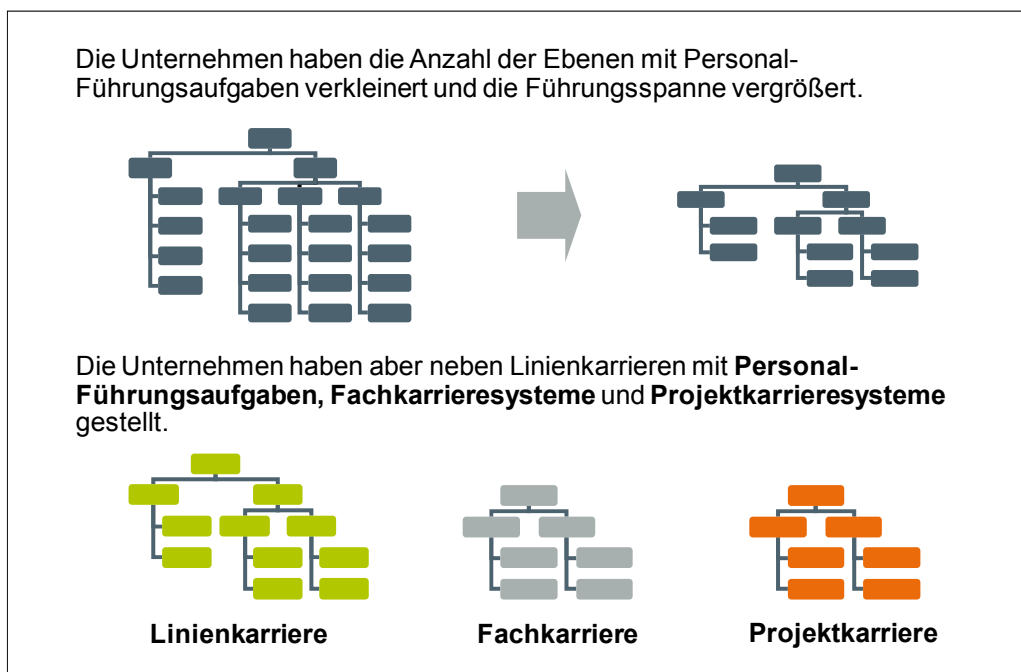 Die Unternehmen haben die Anzahl der Ebenen mit Personal-
Führungsaufgaben verkleinert und die Führungsspanne vergrößert.
Die Unternehmen haben aber neben Linienkarrieren mit Personal-
Führungsaufgaben, Fachkarrieresysteme und Projektkarrieresysteme
gestellt.
Linienkarriere
Fachkarriere
Projektkarriere